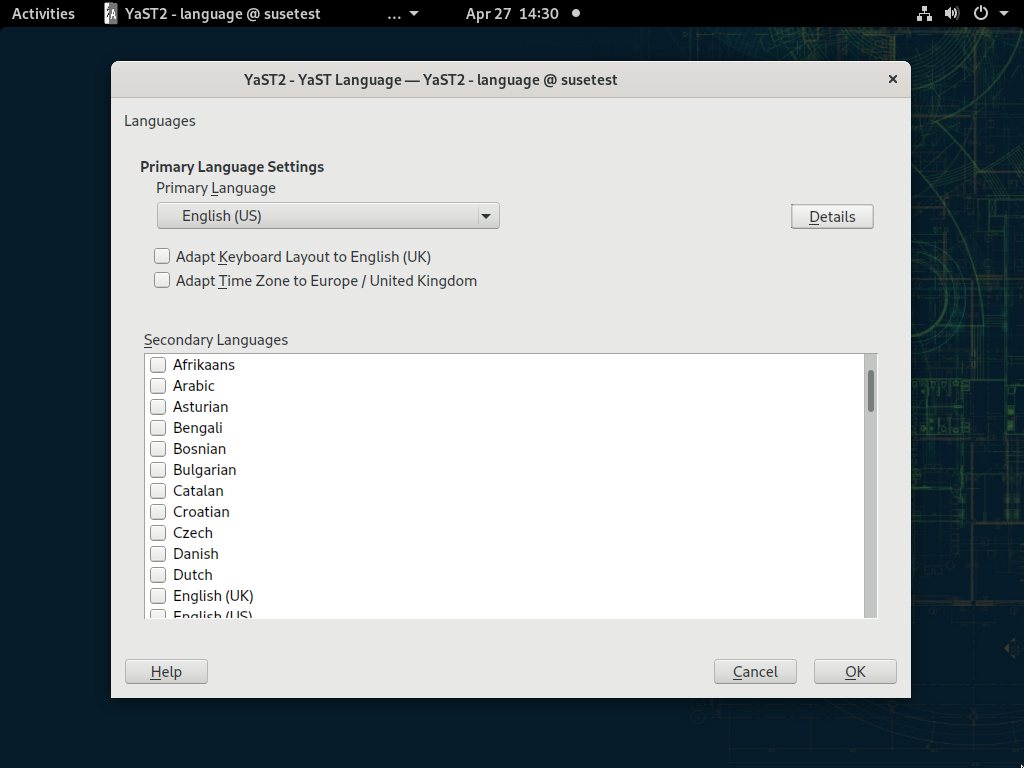 Activities YaST2 - language @ susetest ... Apr 27 14:30
YaST2 - YaST Language — YaST2 - language @ susetest
Languages
Primary Language Settings
Primary Language
English (US)
Details
Adapt Keyboard Layout to English (UK)
Adapt Time Zone to Europe / United Kingdom
Secondary Languages
Afrikaans
Arabic
Asturian
Bengali
Bosnian
Bulgarian
Catalan
Croatian
Czech
Danish
Dutch
English (UK)
English (US)
Help Cancel OK